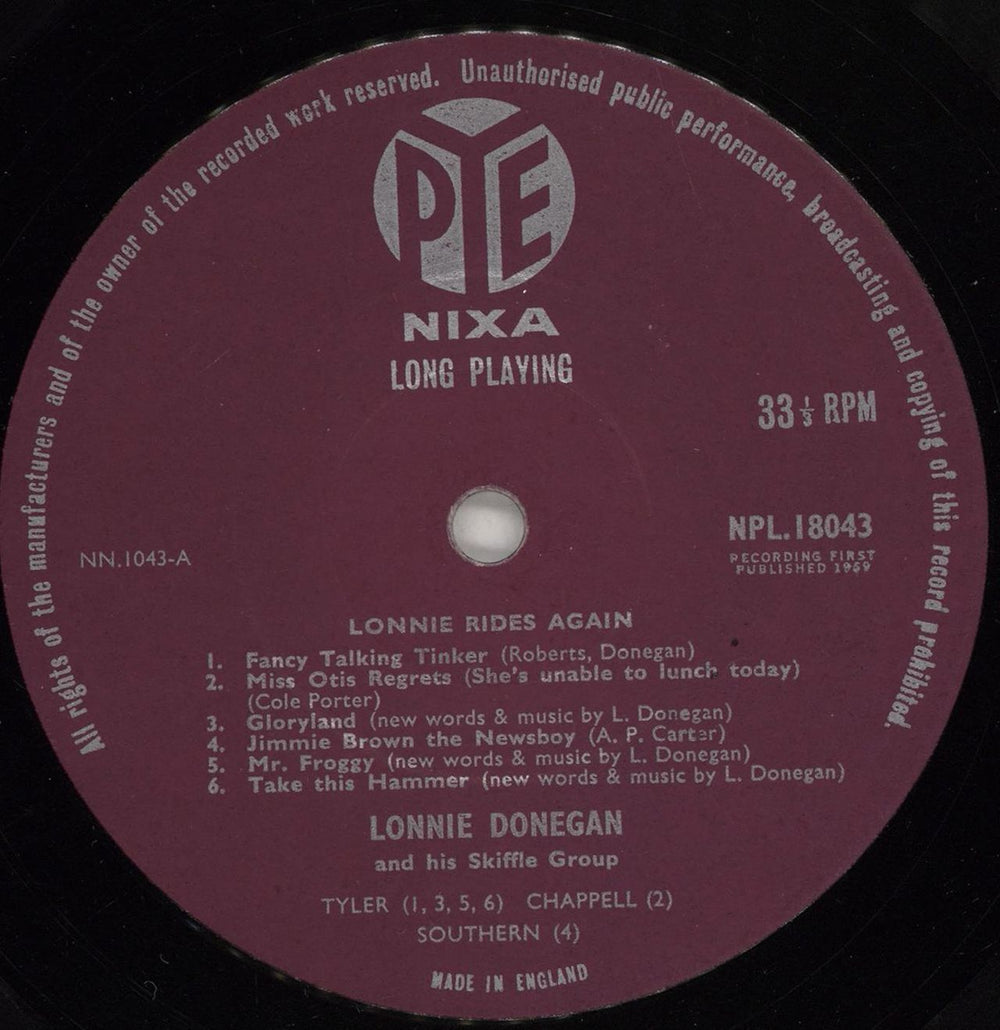 All rights of the manufacturers and of the owner of the recorded work reserved. Unauthorised public performance, broadcasting and copying of this record prohibited.
PYE
NIXA
LONG PLAYING
33⅓ RPM
NPL.18043
RECORDING FIRST
PUBLISHED 1959
NN.1043-A
LONNIE RIDES AGAIN
1. Fancy Talking Tinker (Roberts, Donegan)
2. Miss Otis Regrets (She's unable to lunch today)
(Cole Porter)
3. Gloryland (new words & music by L. Donegan)
4. Jimmie Brown the Newsboy (A. P. Carter)
5. Mr. Froggy (new words & music by L. Donegan)
6. Take this Hammer (new words & music by L. Donegan)
LONNIE DONEGAN
and his Skiffle Group
TYLER (1, 3, 5, 6) CHAPPELL (2)
SOUTHERN (4)
MADE IN ENGLAND